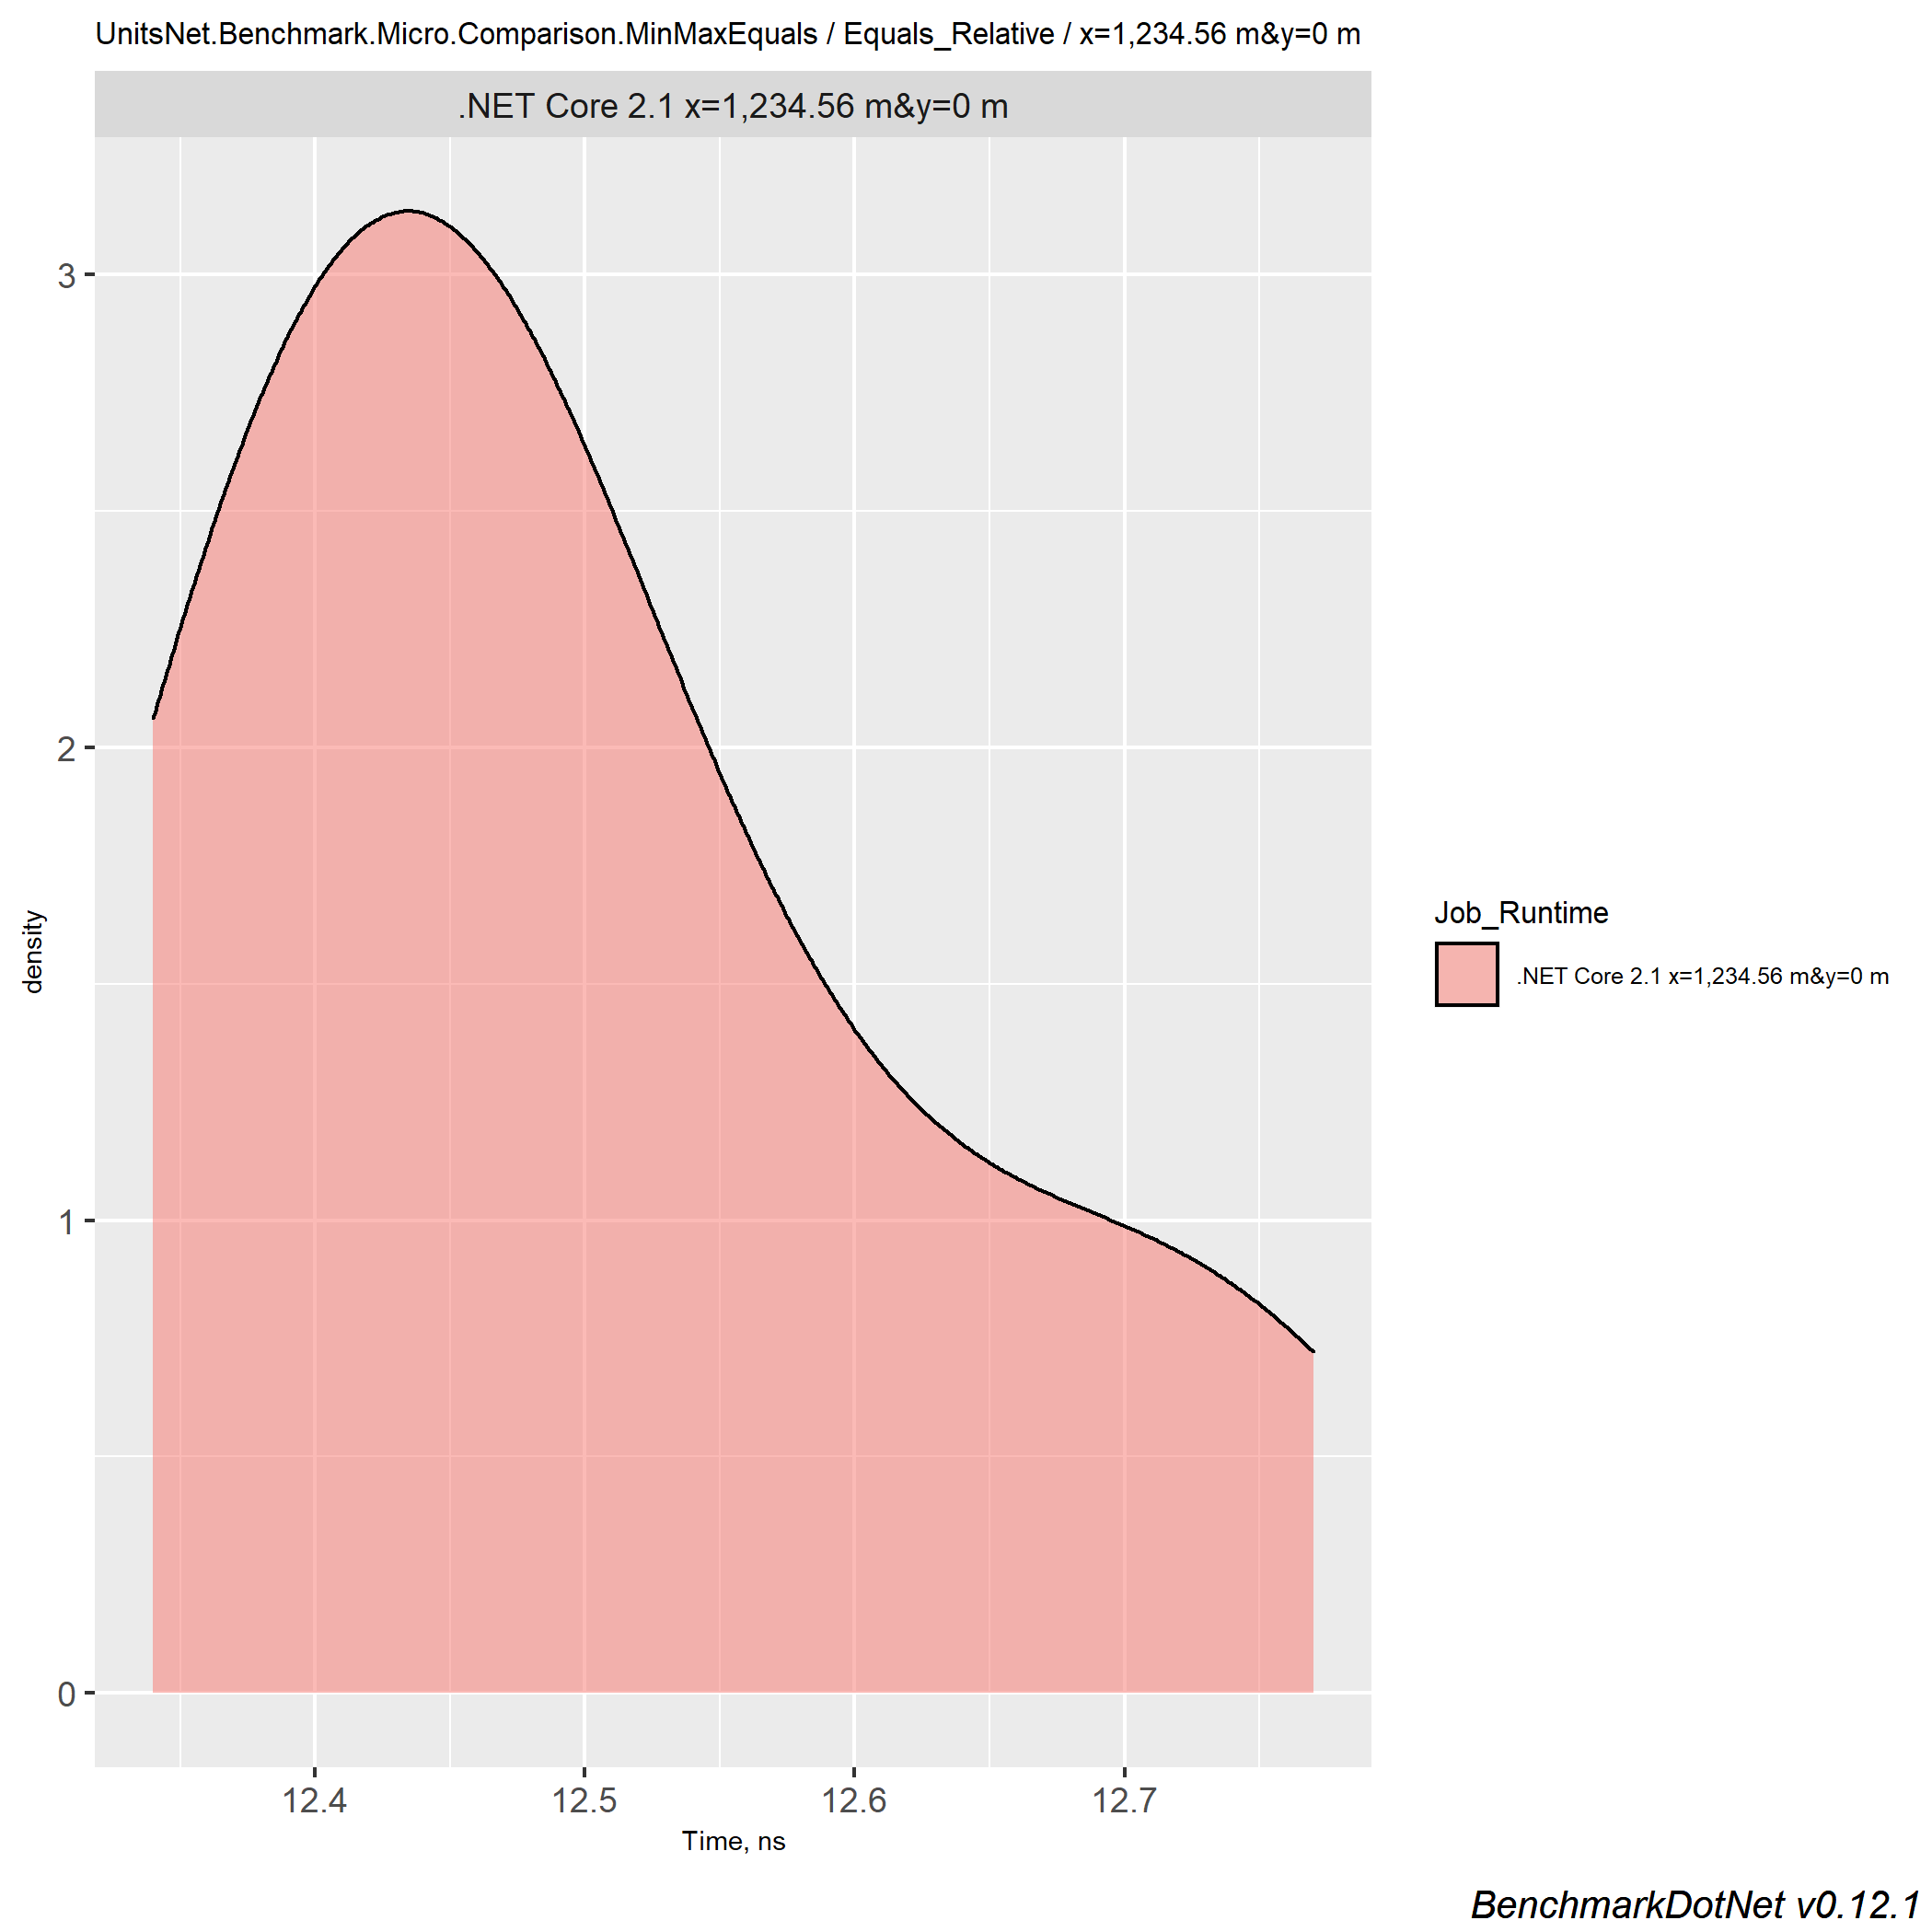 UnitsNet.Benchmark.Micro.Comparison.MinMaxEquals / Equals_Relative / x=1,234.56 m&y=0 m
.NET Core 2.1 x=1,234.56 m&y=0 m
3
2
1
0
density
12.4 12.5 12.6 12.7
Time, ns
Job_Runtime
.NET Core 2.1 x=1,234.56 m&y=0 m
BenchmarkDotNet v0.12.1